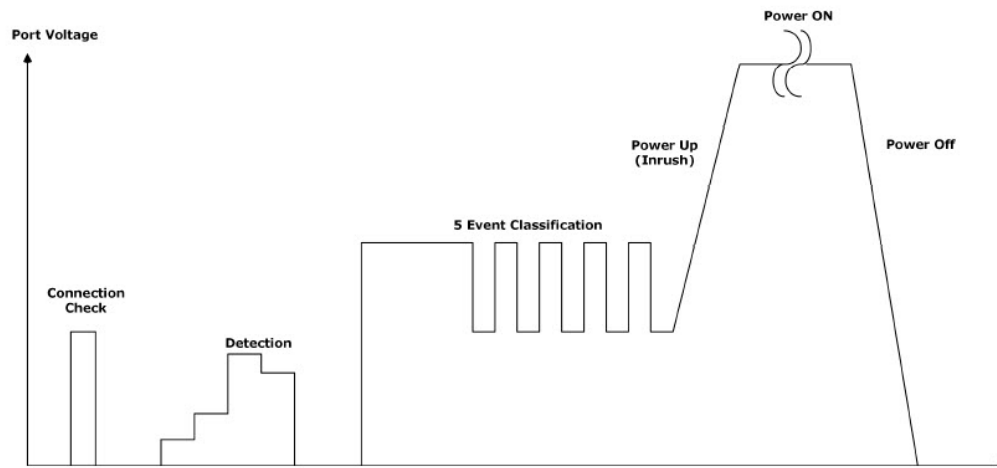 Power ON
Port Voltage
Power Up
(Inrush)
Power Off
5 Event Classification
Connection
Check
Detection